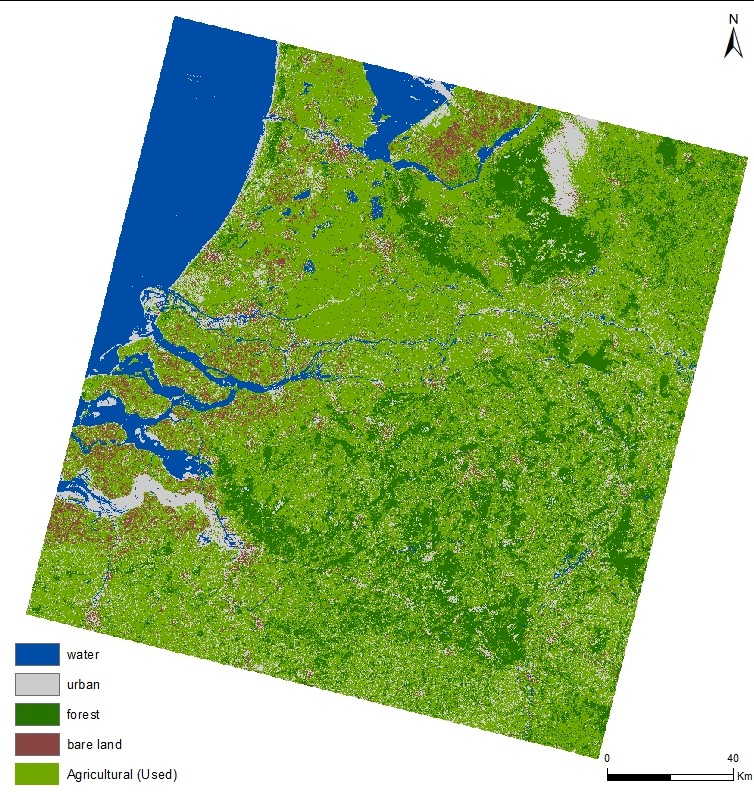 N
water
urban
forest
bare land
Agricultural (Used)
0 40
Km